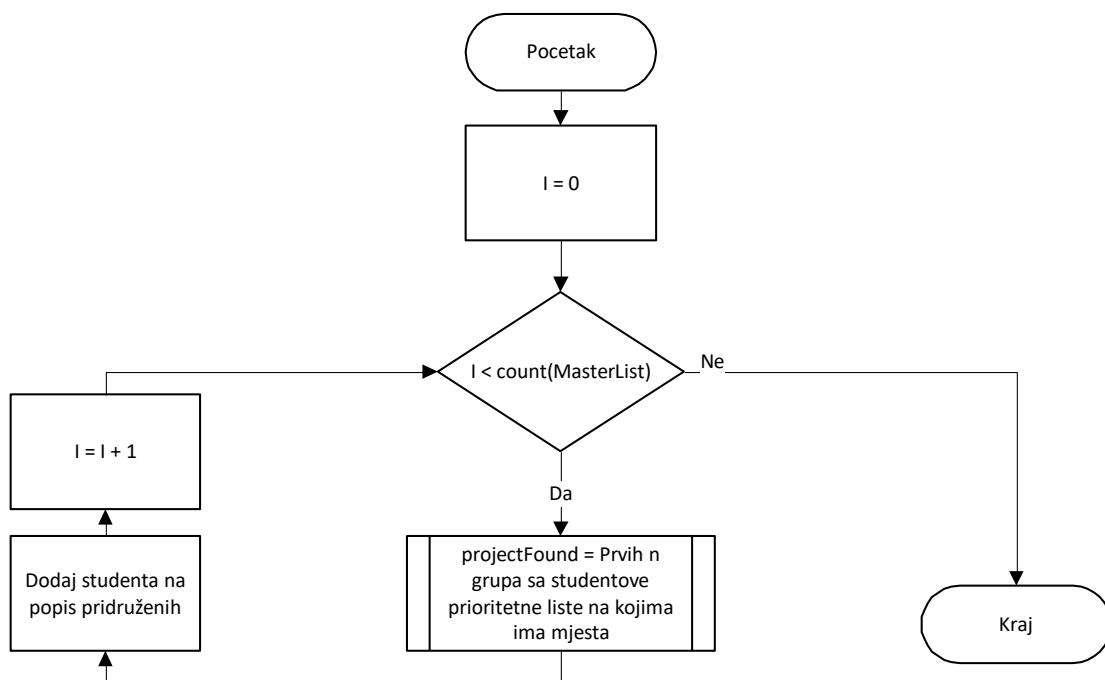 Pocetak
I = 0
I < count(MasterList)
Ne
I = I + 1
Da
Dodaj studenta na
popis pridruženih
projectFound = Prvih n
grupa sa studentove
prioritetne liste na kojima
ima mjesta
Kraj